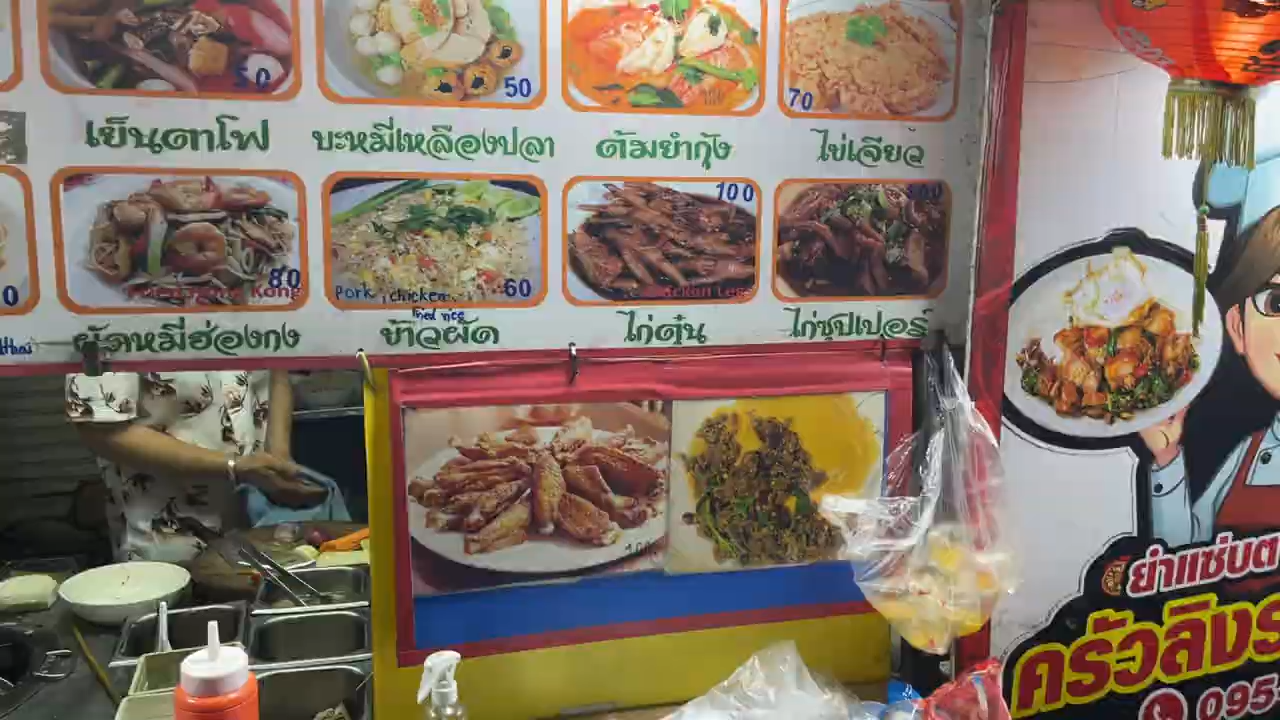 50
50
70
เย็นตาโฟ
บะหมี่เหลืองปลา
ต้มยำกุ้ง
ไข่เจียว
80
Kong
Pork, chicken
60
100
0
fried rice
ผัดหมี่ฮ่องกง
ข้าวผัด
ไก่ตุ๋น
ไก่ซุปเปอร์
thai
ยำแซ่บ
ครัวลิง
095-